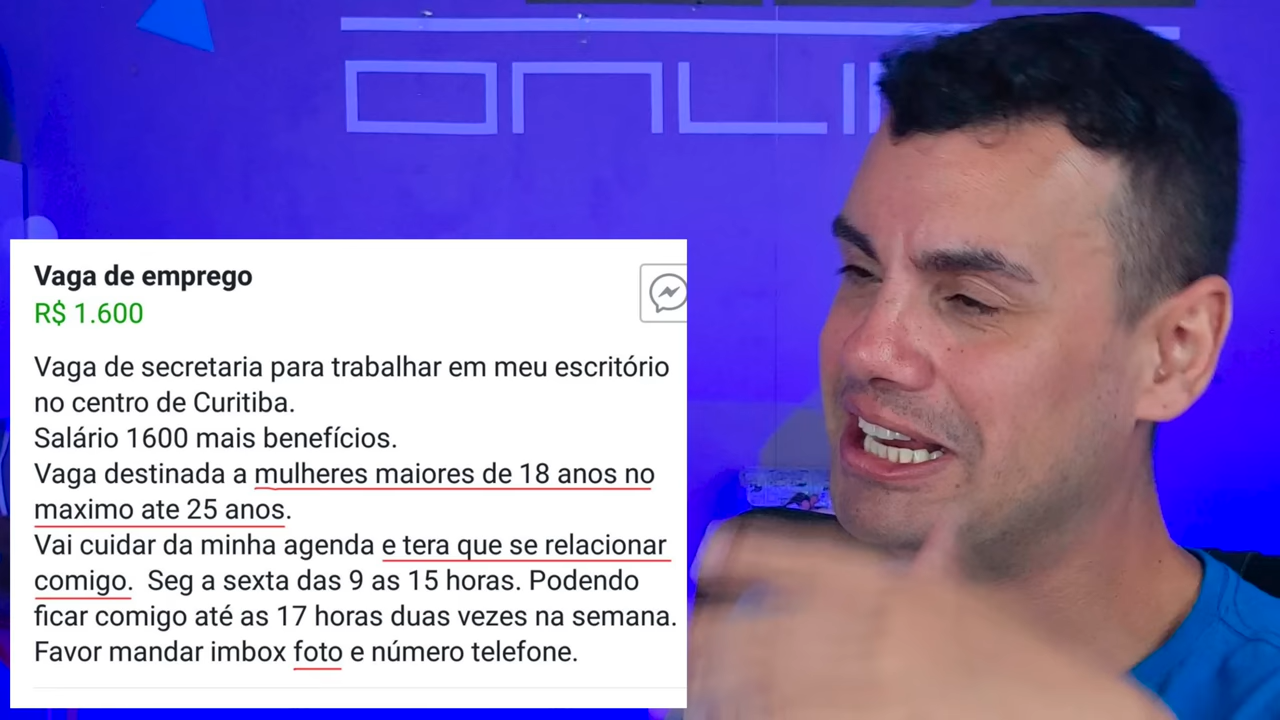 ONLI
Vaga de emprego
R$ 1.600
Vaga de secretaria para trabalhar em meu escritório
no centro de Curitiba.
Salário 1600 mais benefícios.
Vaga destinada a mulheres maiores de 18 anos no
maximo ate 25 anos.
Vai cuidar da minha agenda e tera que se relacionar
comigo. Seg a sexta das 9 as 15 horas. Podendo
ficar comigo até as 17 horas duas vezes na semana.
Favor mandar imbox foto e número telefone.